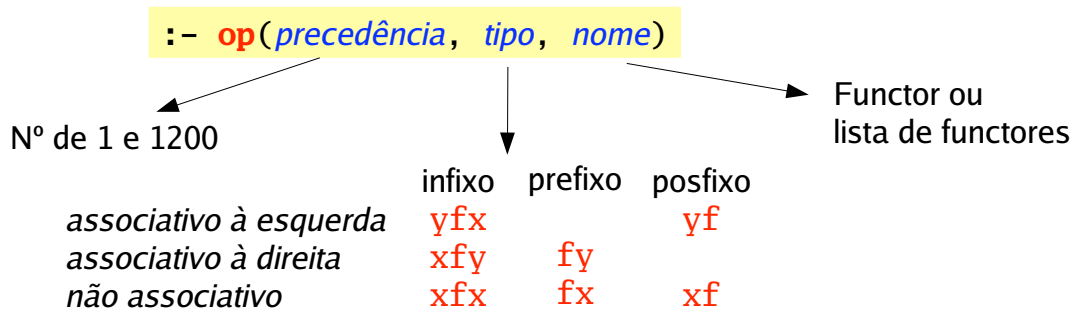 :- op(precedência, tipo, nome)
Functor ou
lista de functores
Nº de 1 e 1200
infixo prefixo posfixo
associativo à esquerda yfx yf
associativo à direita xfy fy
não associativo xfx fx xf